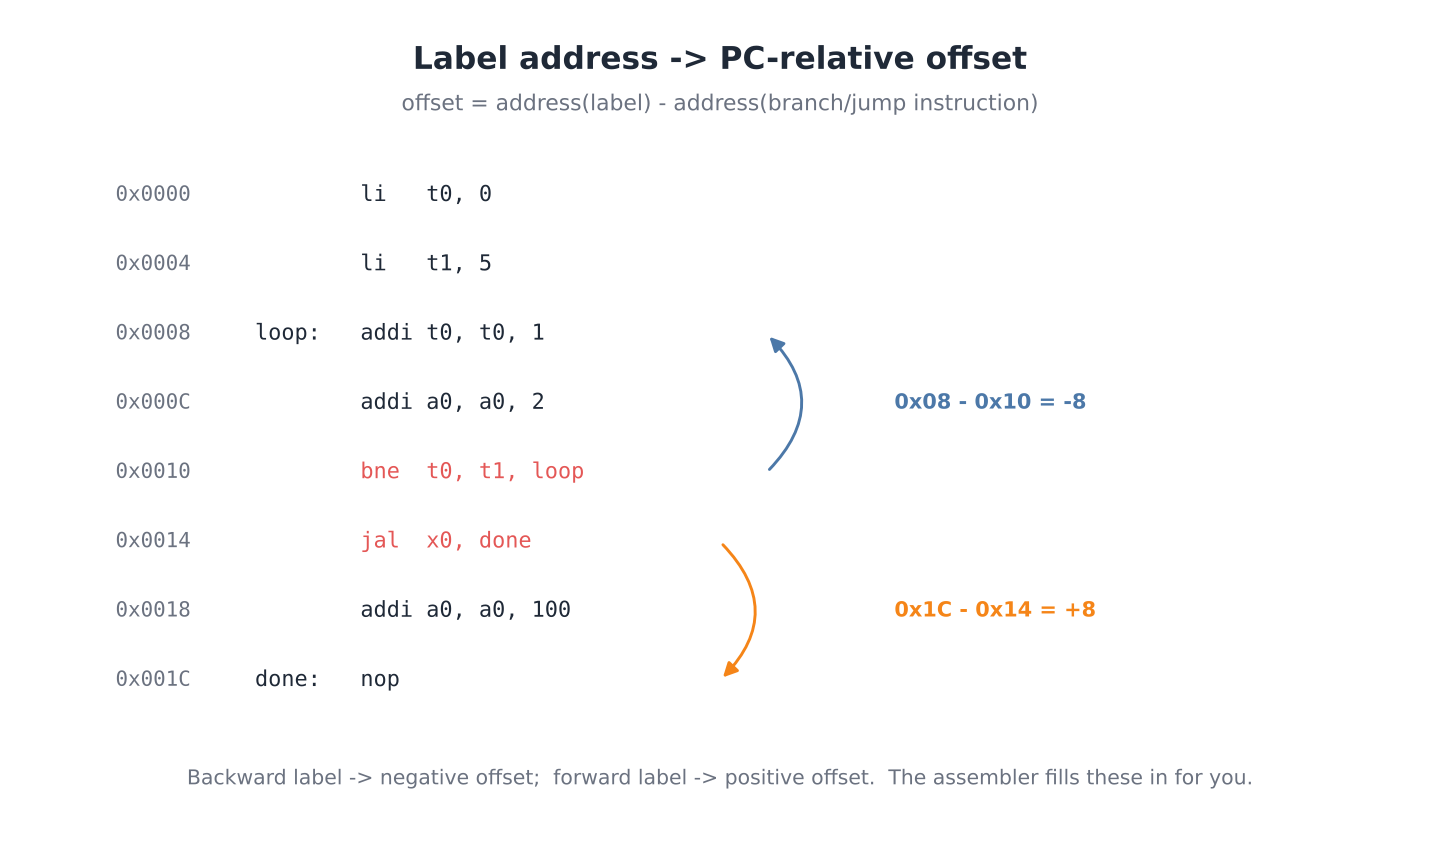 Label address -> PC-relative offset
offset = address(label) - address(branch/jump instruction)
0x0000 li t0, 0
0x0004 li t1, 5
0x0008 loop: addi t0, t0, 1
0x000C addi a0, a0, 2 0x08 - 0x10 = -8
0x0010 bne t0, t1, loop
0x0014 jal x0, done
0x0018 addi a0, a0, 100 0x1C - 0x14 = +8
0x001C done: nop
Backward label -> negative offset; forward label -> positive offset. The assembler fills these in for you.